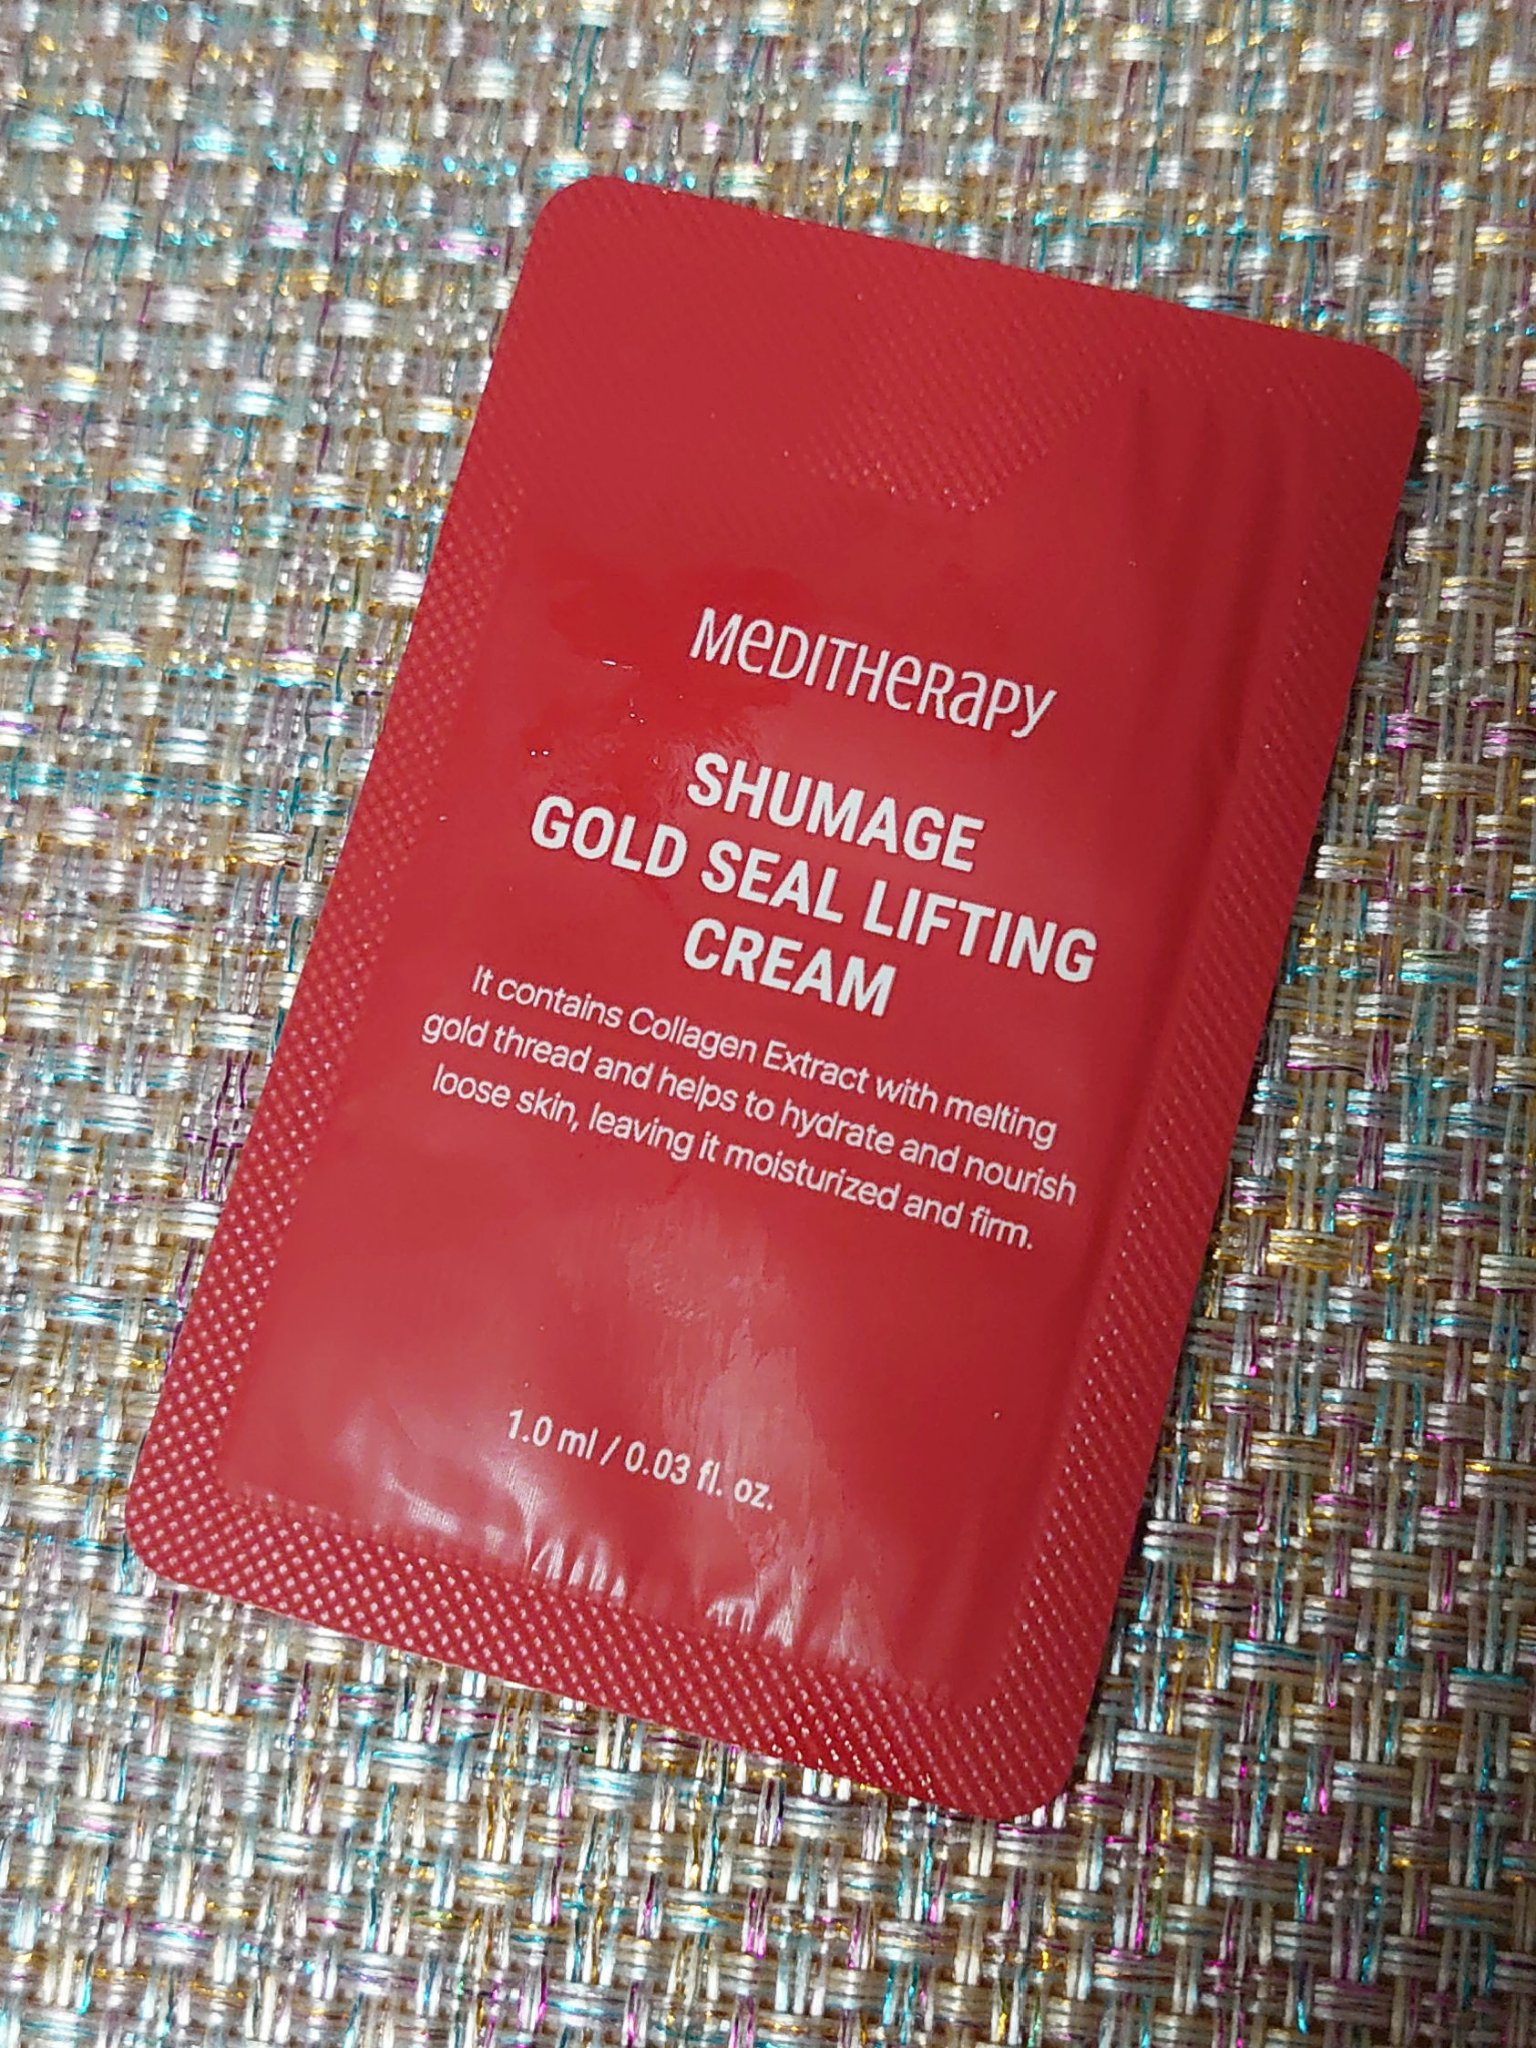 MeDITHeRaPY
SHUMAGE
GOLD SEAL LIFTING
CREAM
It contains Collagen Extract with melting
gold thread and helps to hydrate and nourish
loose skin, leaving it moisturized and firm.
1.0 ml / 0.03 fl. oz.